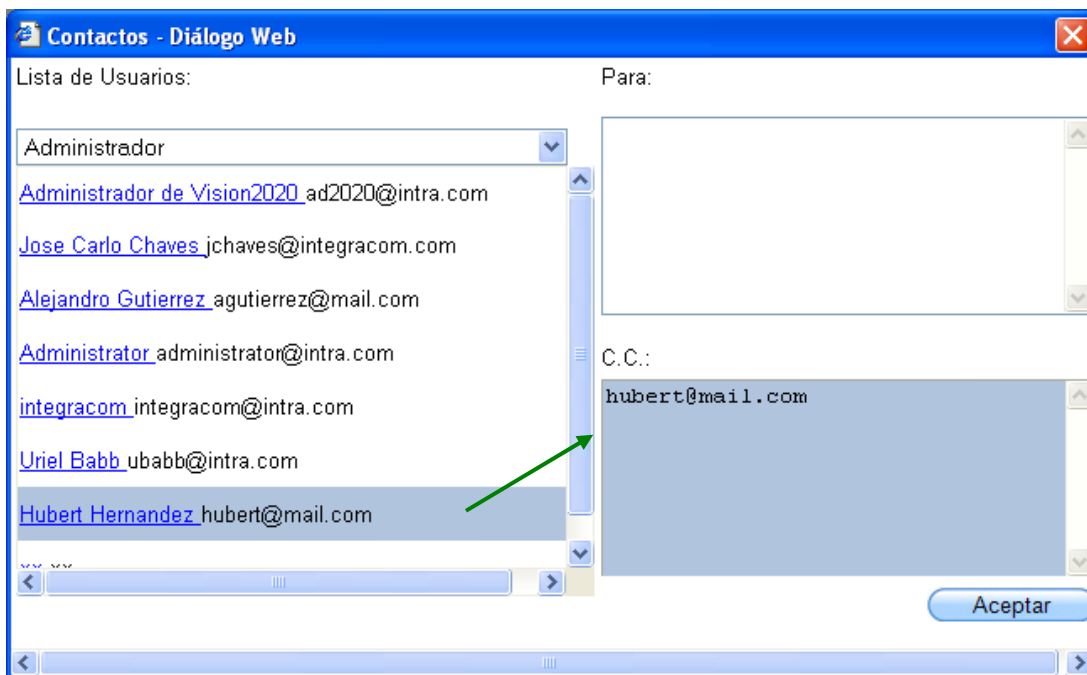 Contactos - Diálogo Web
Lista de Usuarios:
Administrador
Administrador de Vision2020 ad2020@intra.com
Jose Carlo Chaves jchaves@integracom.com
Alejandro Gutierrez agutierrez@mail.com
Administrator administrator@intra.com
integracom integracom@intra.com
Uriel Babb ubabb@intra.com
Hubert Hernandez hubert@mail.com
Para:
C.C.:
hubert@mail.com
Aceptar